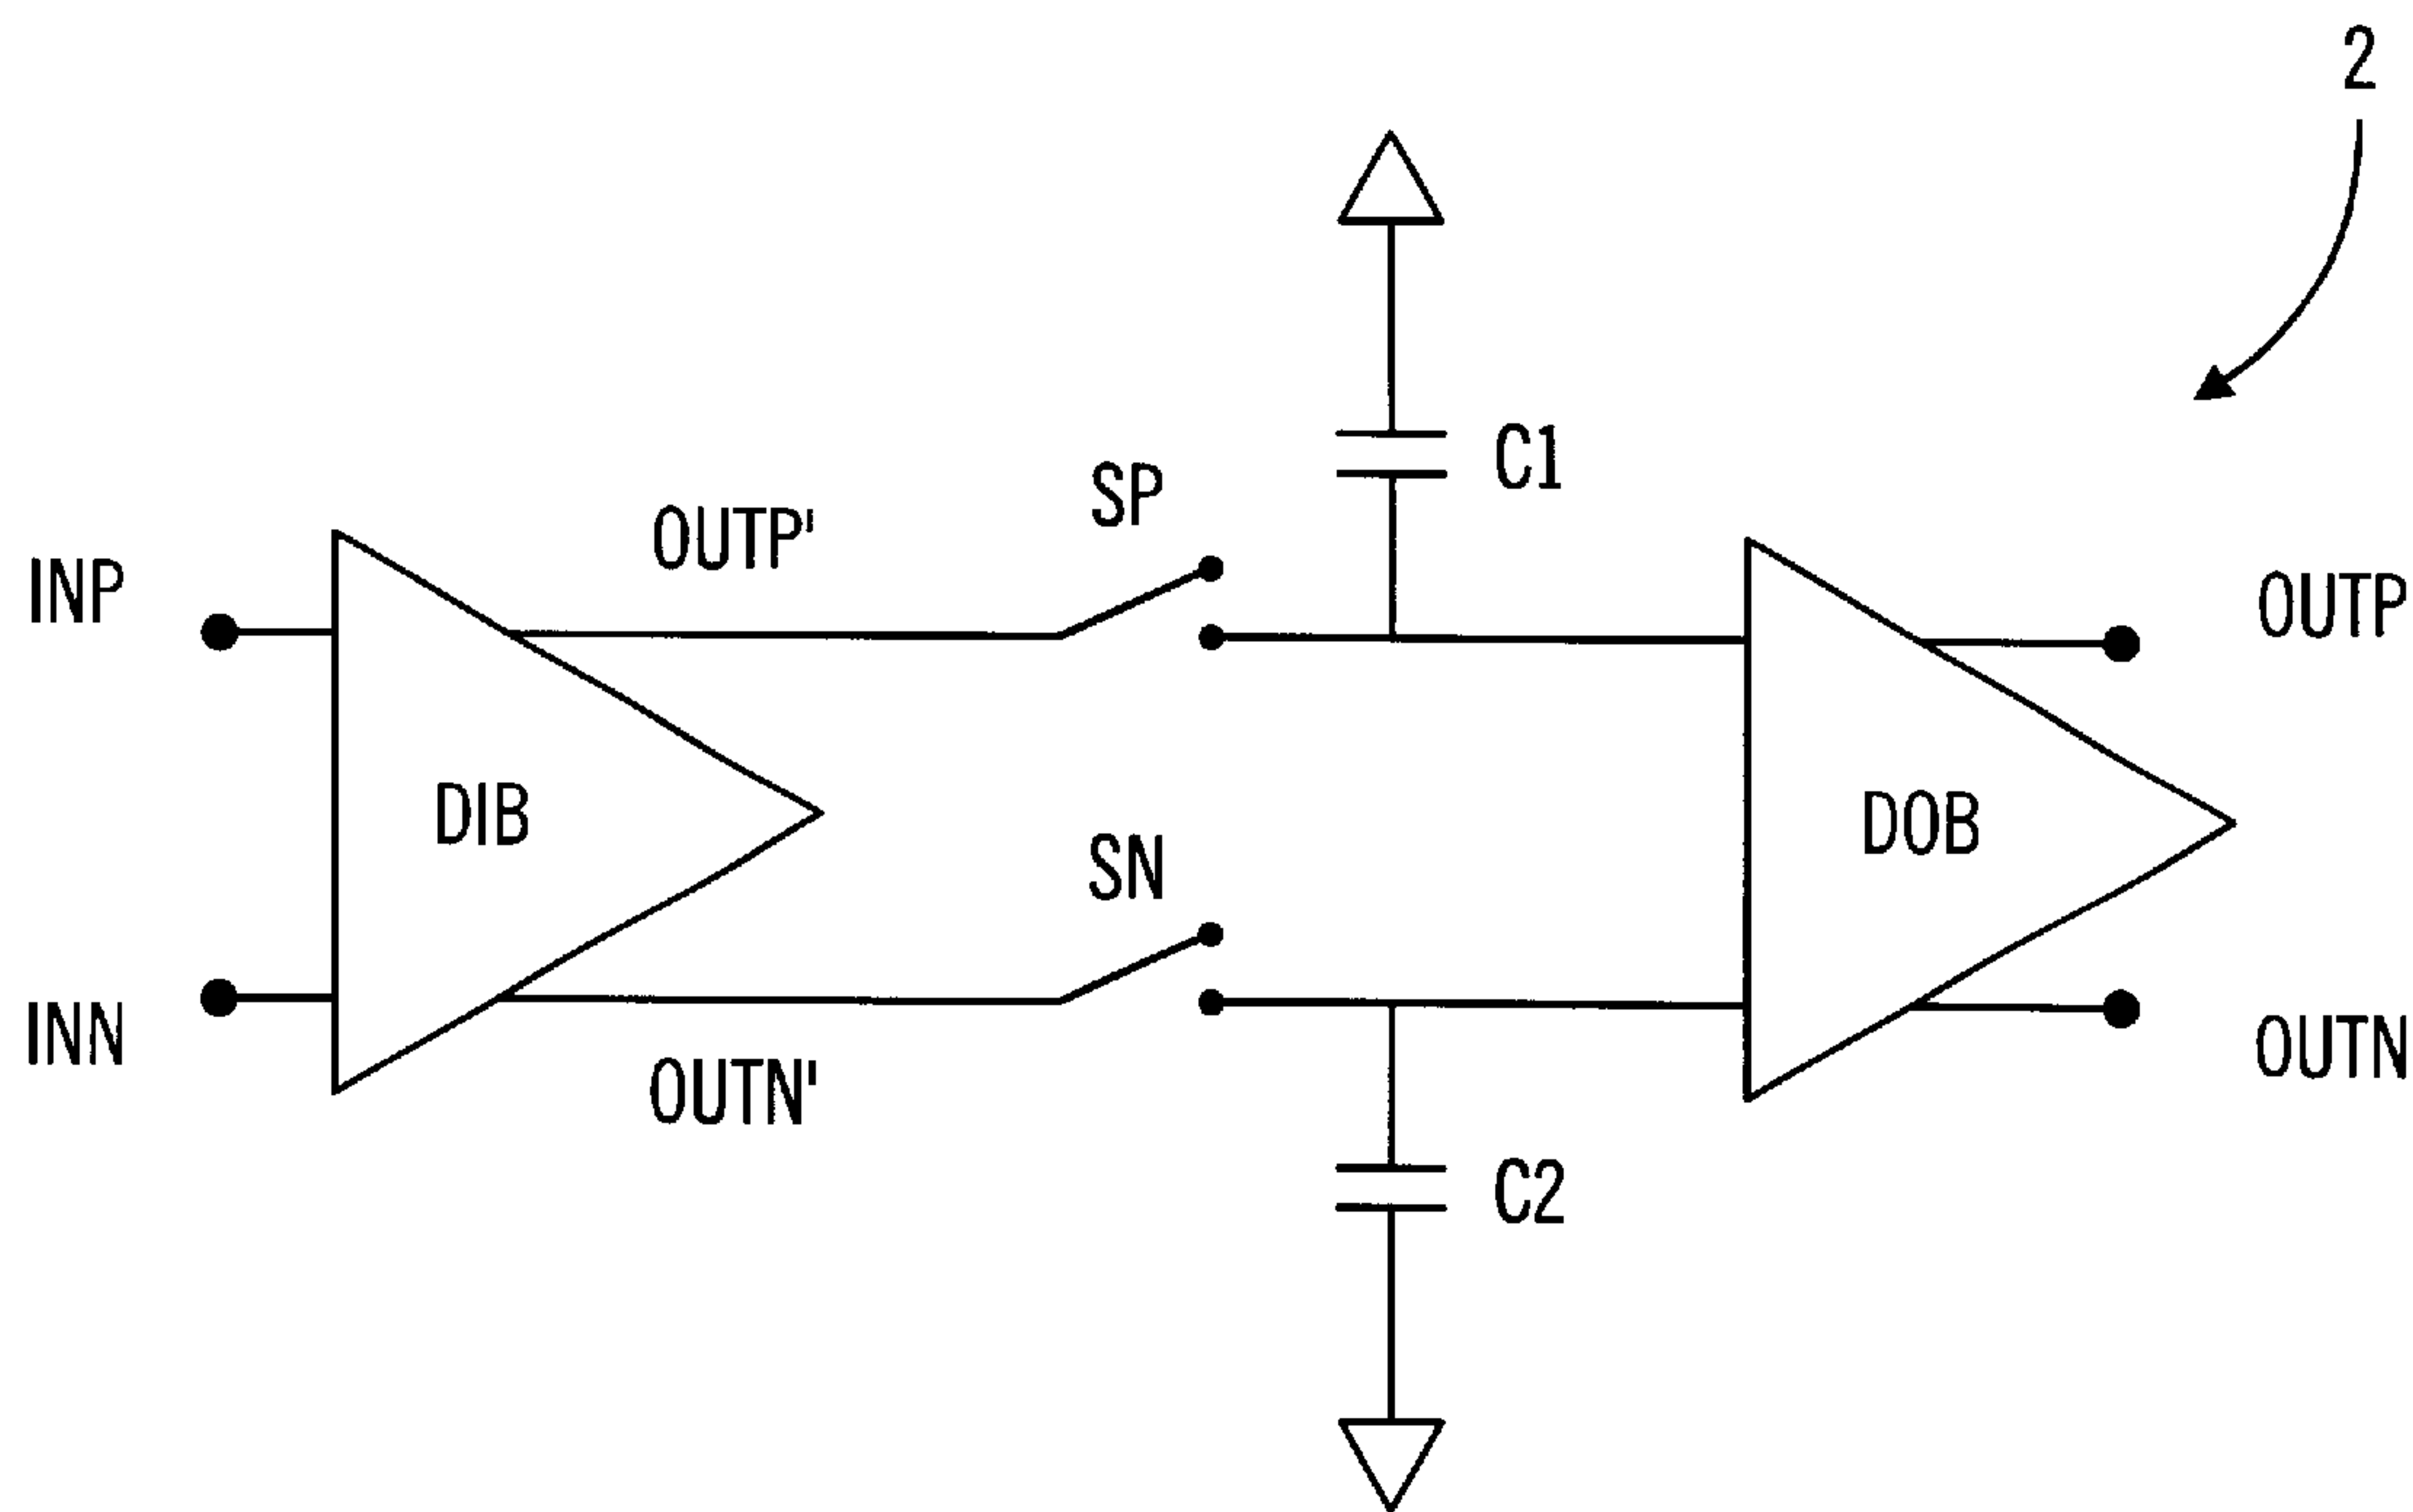 2
C1
SP
OUTP'
INP
OUTP
DIB
DOB
SN
INN
OUTN'
OUTN
C2